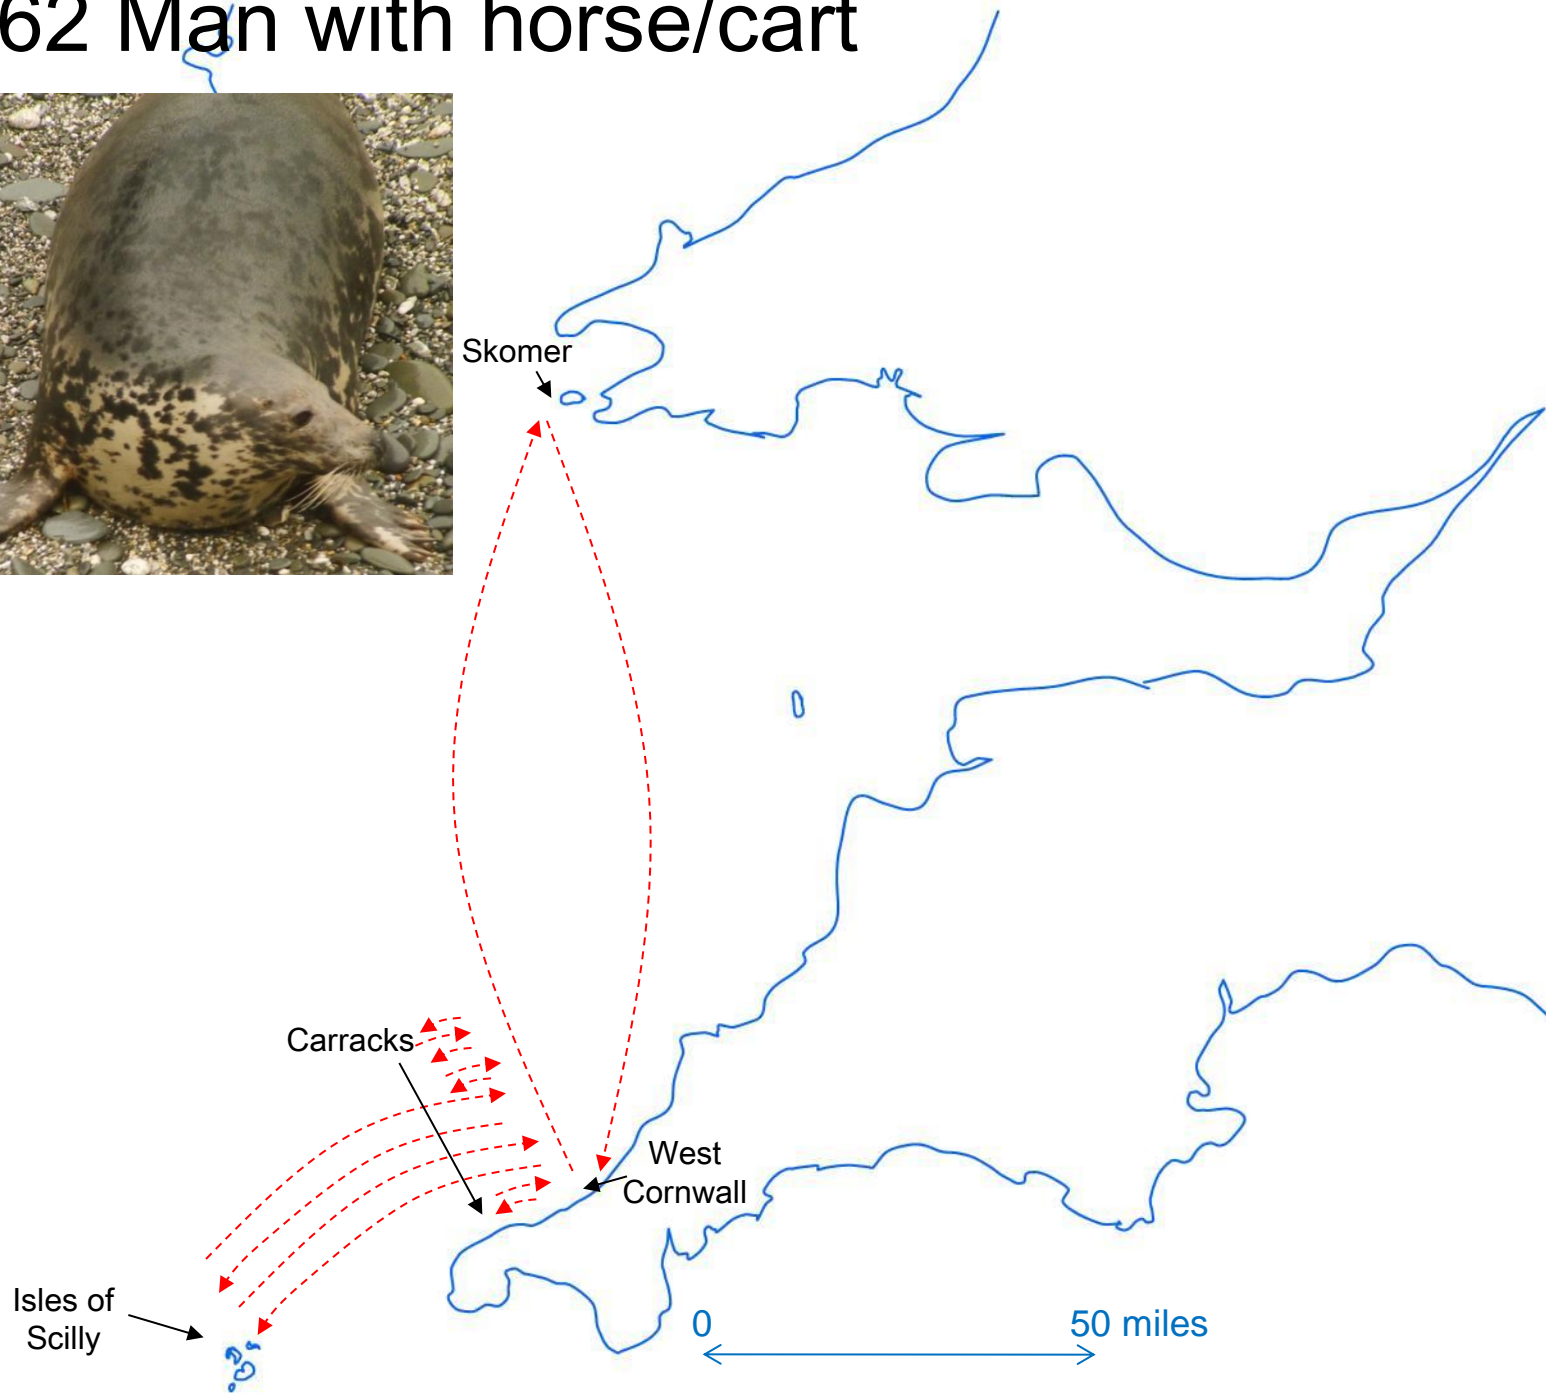 62 Man with horse/cart
Skomer
Carracks
West
Cornwall
Isles of
Scilly
0
50 miles